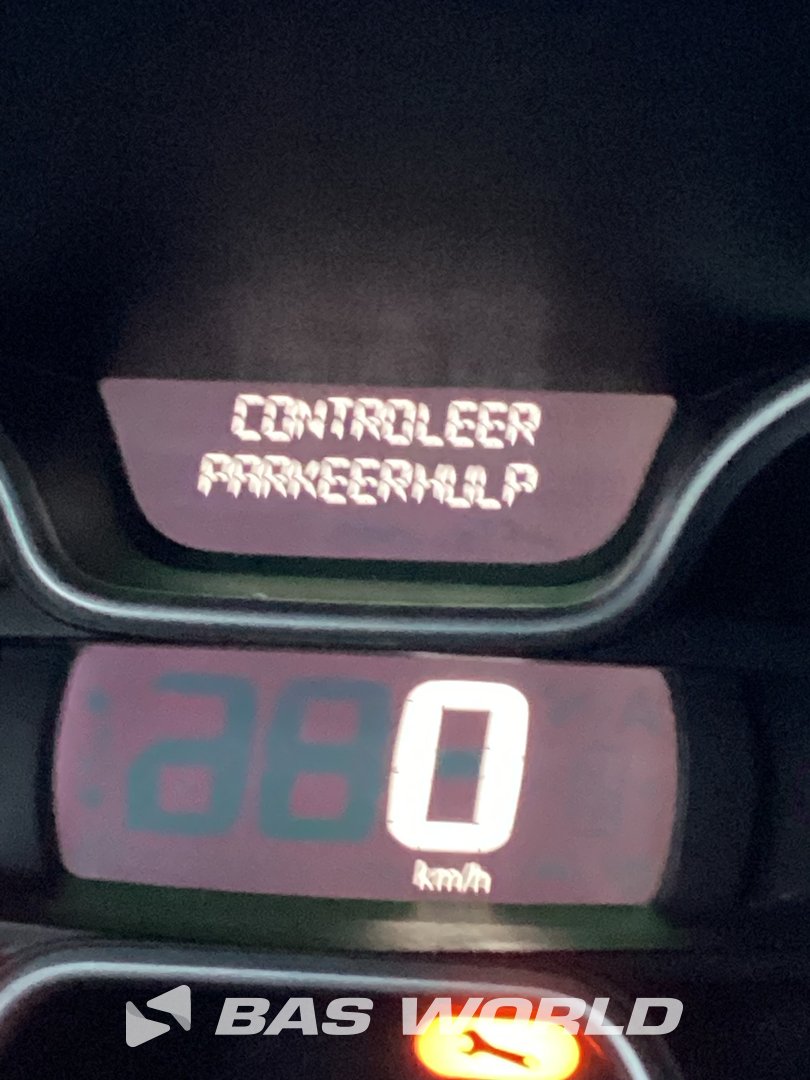 CONTROLEER
PARKEERHULP
0
km/h
BAS WORLD